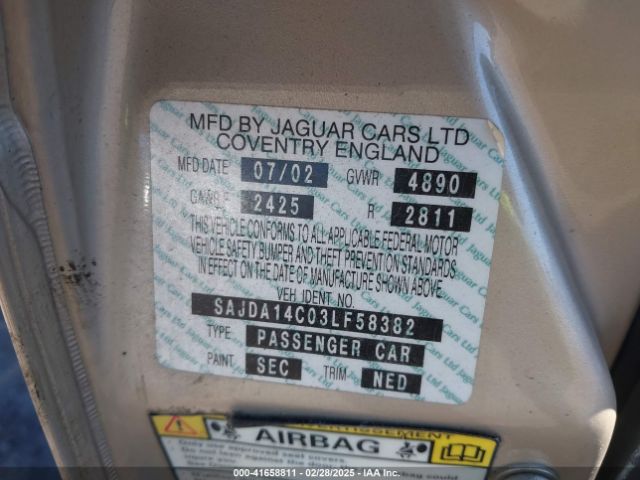 MFD BY JAGUAR CARS LTD
COVENTRY ENGLAND
MFD DATE 07/02 GVWR 4890
GAWR F 2425 R 2811
THIS VEHICLE CONFORMS TO ALL APPLICABLE FEDERAL MOTOR
VEHICLE SAFETY BUMPER AND THEFT PREVENTION STANDARDS
IN EFFECT ON THE DATE OF MANUFACTURE SHOWN ABOVE
VEH IDENT NO.
SAJDA14C03LF58382
TYPE PASSENGER CAR
PAINT SEC TRIM NED
AIRBAG
00-41658811 - 02/28/2025 - IAA Inc.